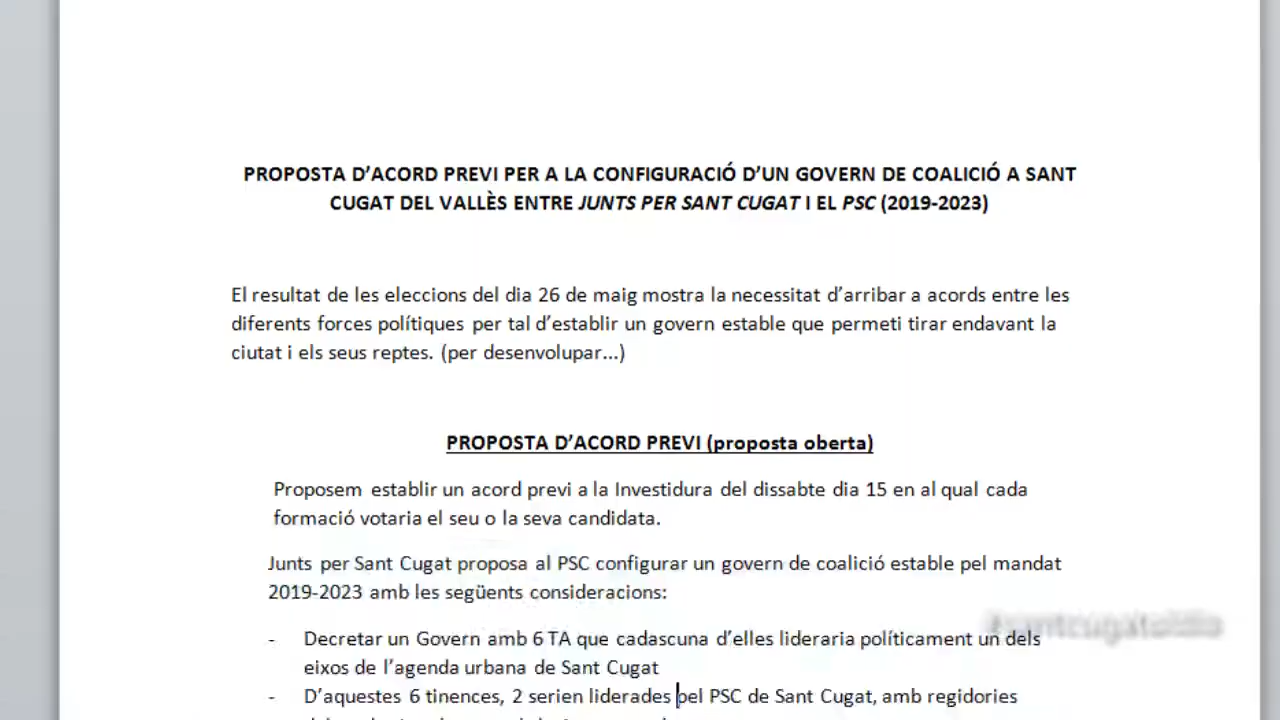 PROPOSTA D’ACORD PREVI PER A LA CONFIGURACIÓ D’UN GOVERN DE COALICIÓ A SANT
CUGAT DEL VALLÈS ENTRE JUNTS PER SANT CUGAT I EL PSC (2019-2023)
El resultat de les eleccions del dia 26 de maig mostra la necessitat d’arribar a acords entre les
diferents forces polítiques per tal d’establir un govern estable que permeti tirar endavant la
ciutat i els seus reptes. (per desenvolupar...)
PROPOSTA D’ACORD PREVI (proposta oberta)
Proposem establir un acord previ a la Investidura del dissabte dia 15 en al qual cada
formació votaria el seu o la seva candidata.
Junts per Sant Cugat proposa al PSC configurar un govern de coalició estable pel mandat
2019-2023 amb les següents consideracions:
- Decretar un Govern amb 6 TA que cadascuna d’elles lideraria políticament un dels
eixos de l’agenda urbana de Sant Cugat
- D’aquestes 6 tinences, 2 serien liderades pel PSC de Sant Cugat, amb regidories